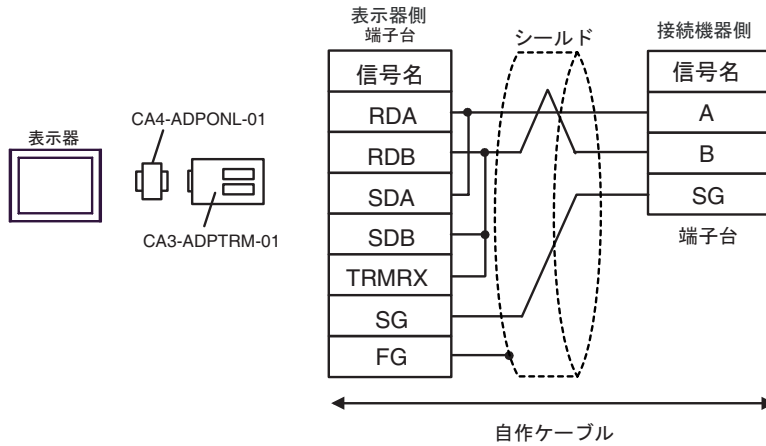 表示器
CA4-ADPONL-01
CA3-ADPTRM-01
表示器側
端子台
信号名
RDA
RDB
SDA
SDB
TRMRX
SG
FG
シールド
接続機器側
信号名
A
B
SG
端子台
自作ケーブル